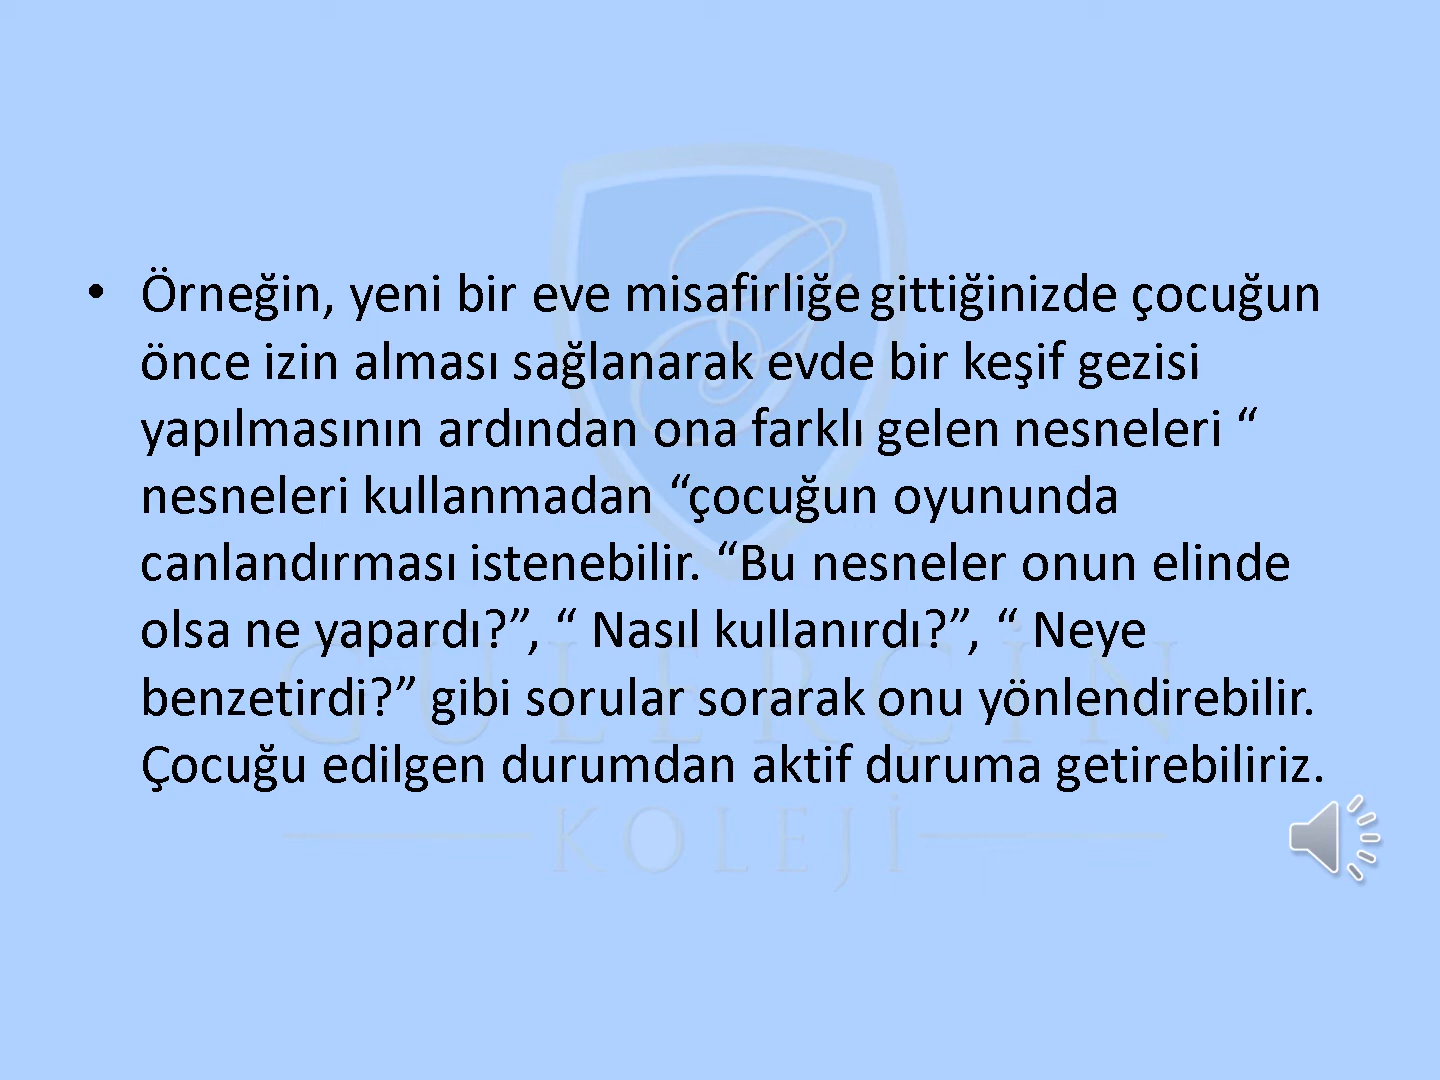 • Örneğin, yeni bir eve misafirliğe gittiğinizde çocuğun
önce izin alması sağlanarak evde bir keşif gezisi
yapılmasının ardından ona farklı gelen nesneleri “
nesneleri kullanmadan “çocuğun oyununda
canlandırması istenebilir. “Bu nesneler onun elinde
olsa ne yapardı?”, “ Nasıl kullanırdı?”, “ Neye
benzetirdi?” gibi sorular sorarak onu yönlendirebilir.
Çocuğu edilgen durumdan aktif duruma getirebiliriz.
G
GÜLERÇİN
KOLEJİ